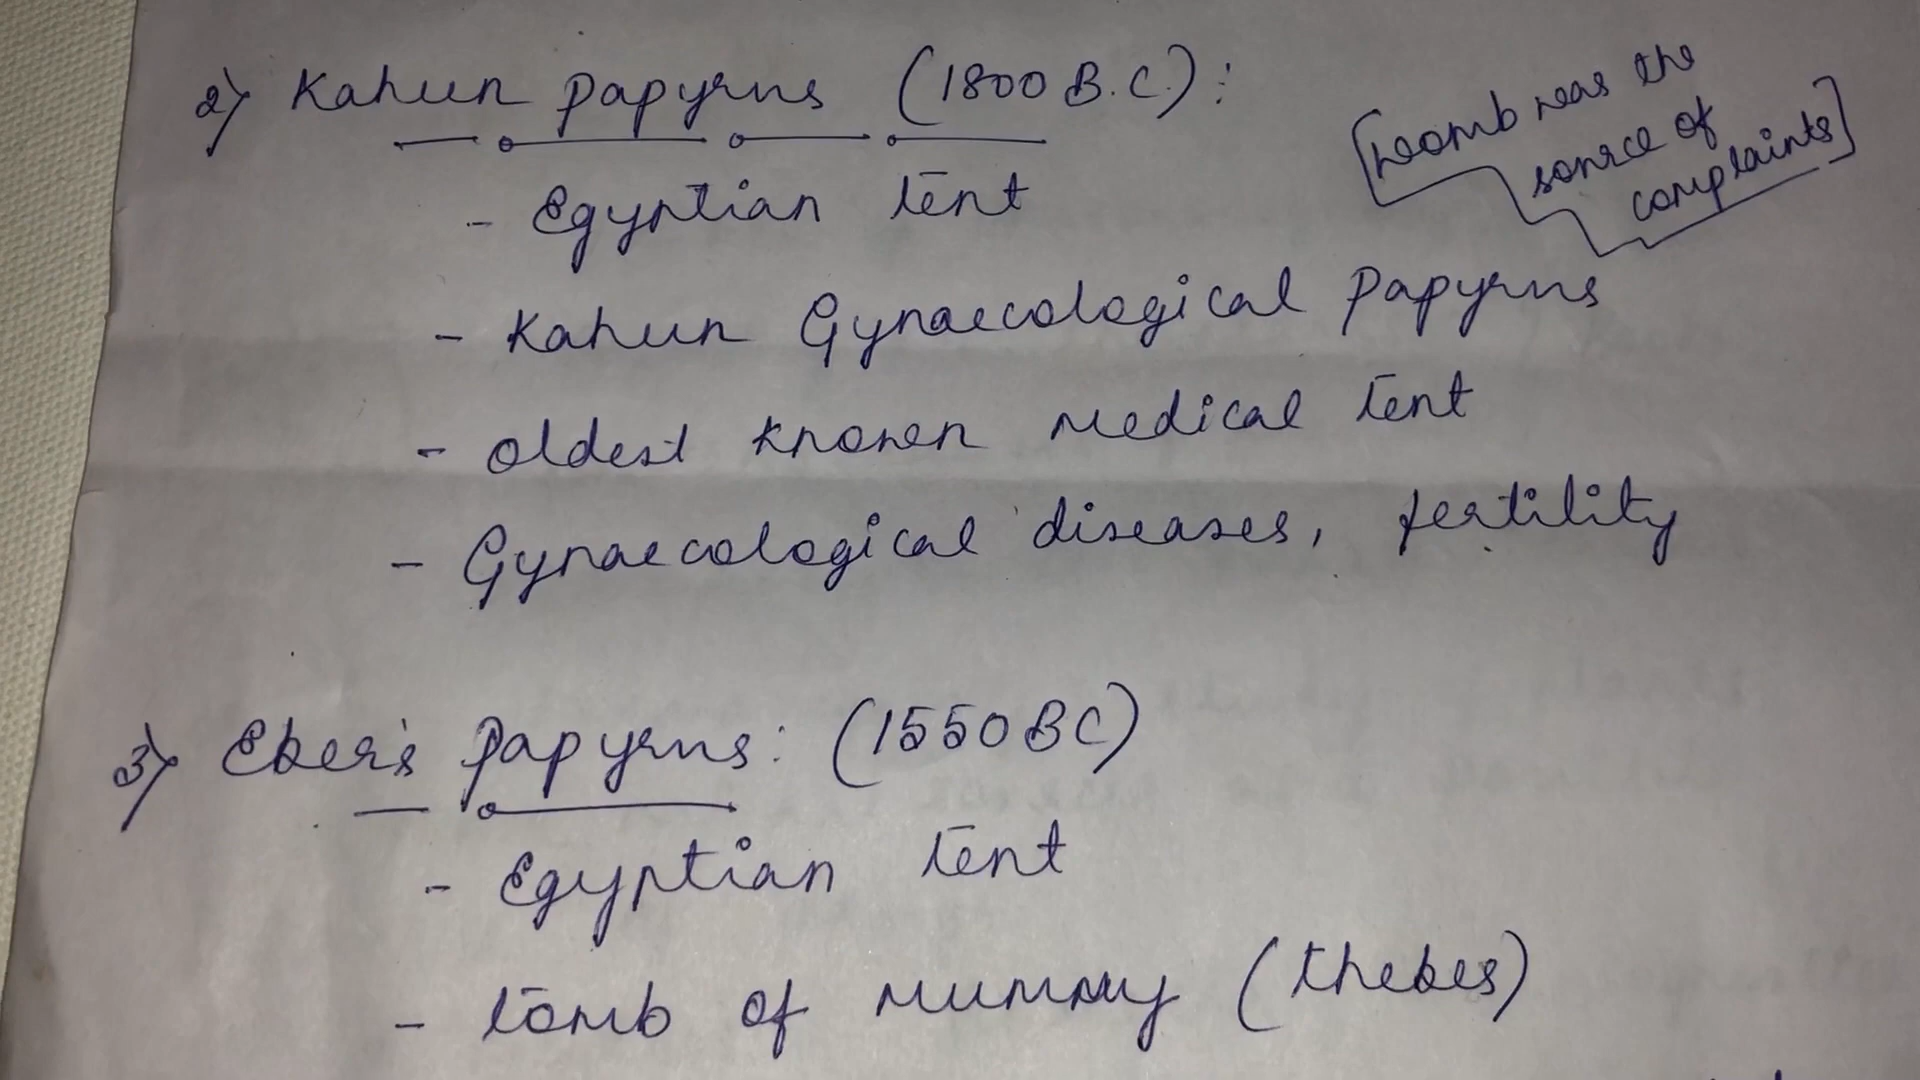 2) Kahun Papyrus (1800 B.C.):
[Womb was the
source of
complaints]
- Egyptian text
- Kahun Gynaecological Papyrus
- oldest known medical text
- Gynaecological diseases, fertility
3) Eber's Papyrus: (1550 BC)
- Egyptian text
- tomb of mummy (thebes)